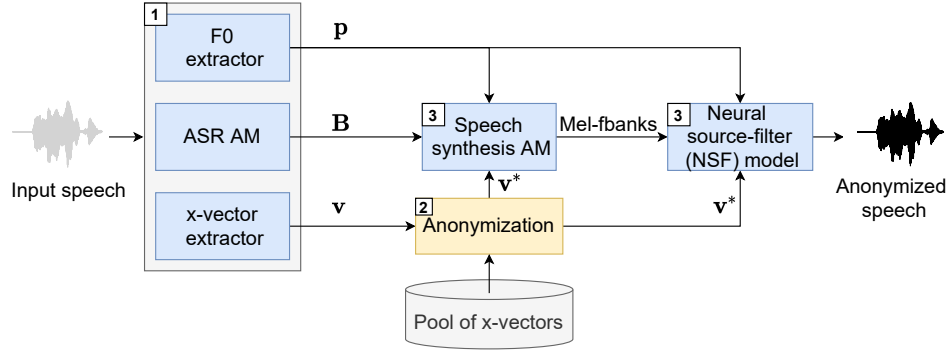 1
F0
extractor
p
ASR AM
B
x-vector
extractor
v
Input speech
3
Speech
synthesis AM
Mel-fbanks
3
Neural
source-filter
(NSF) model
v*
2
Anonymization
v*
Pool of x-vectors
Anonymized
speech